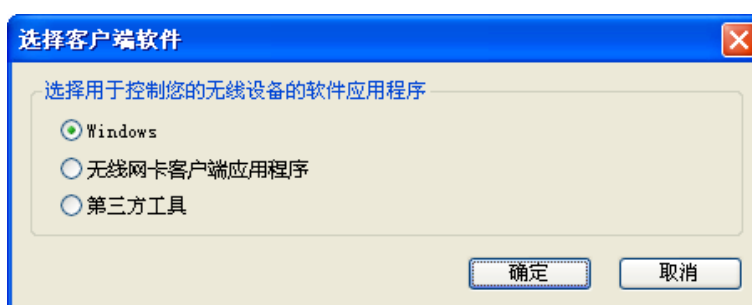 选择客户端软件
选择用于控制您的无线设备的软件应用程序
Windows
无线网卡客户端应用程序
第三方工具
确定 取消